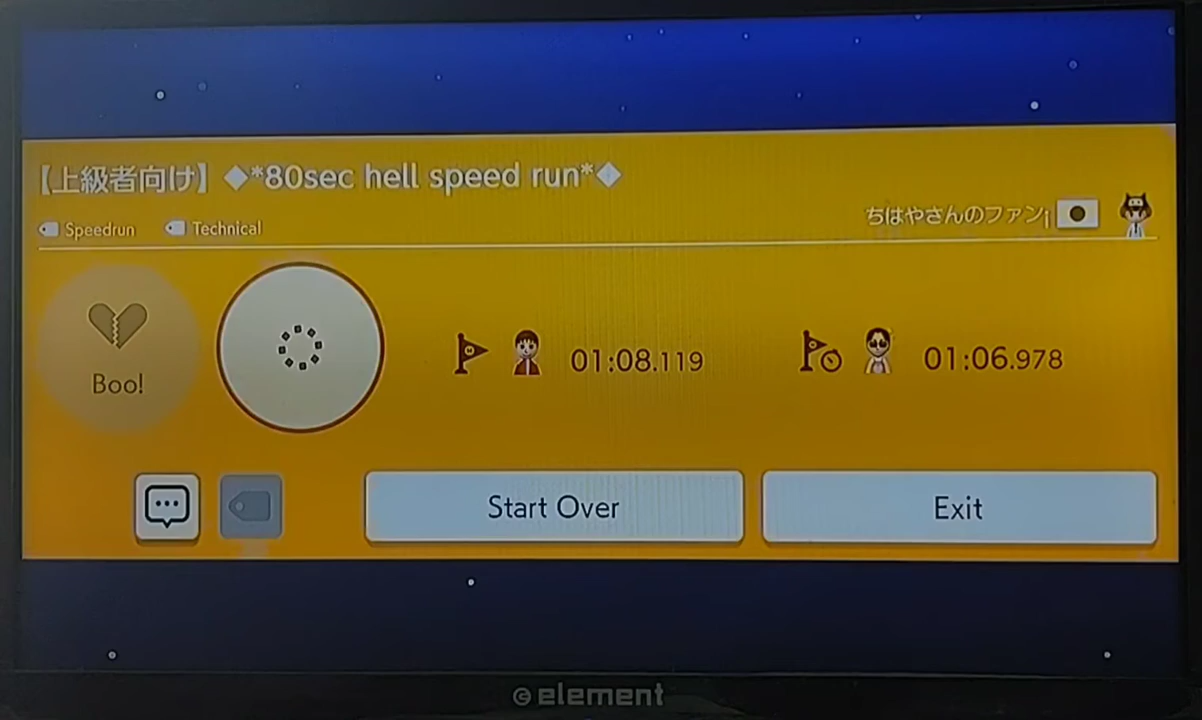 【上級者向け】◆*80sec hell speed run*◆
Speedrun Technical
ちはやさんのファンi
Boo!
01:08.119
01:06.978
Start Over
Exit
element